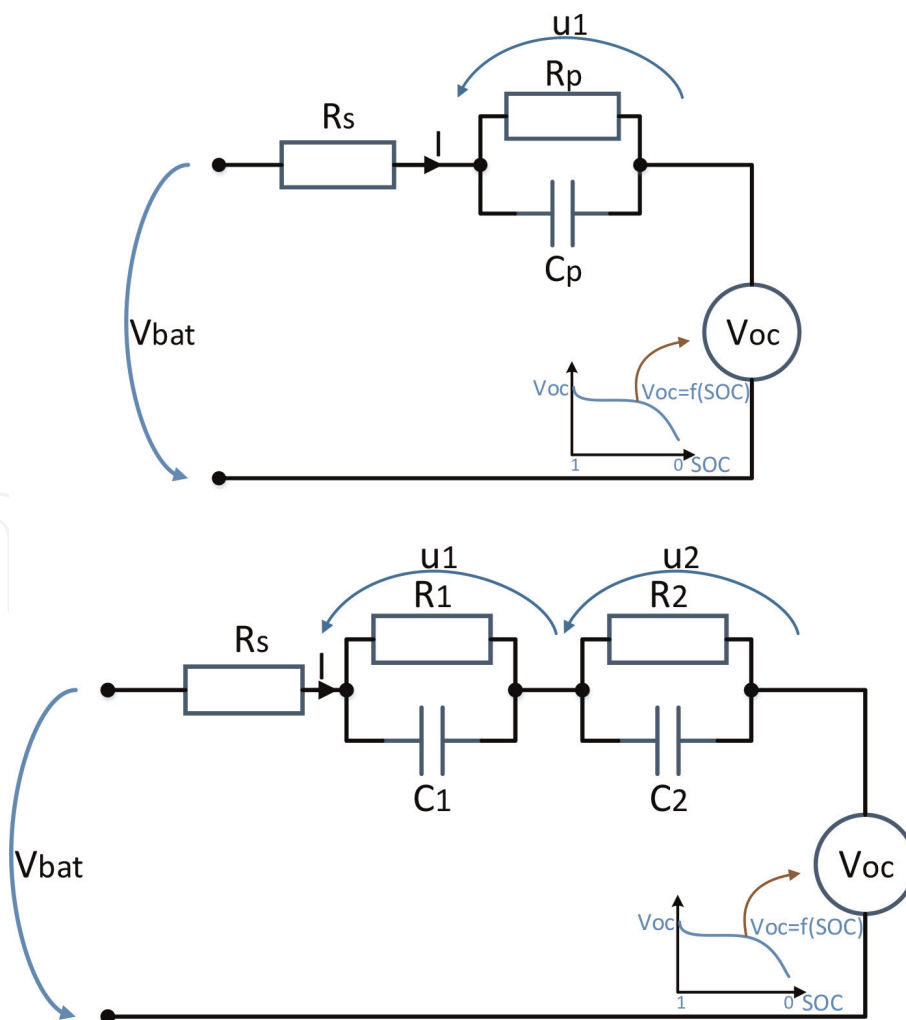 u1
Rp
Rs
I
Cp
Vbat
Voc
Voc
Voc=f(SOC)
1
0
SOC
u1
u2
R1
R2
Rs
I
C1
C2
Vbat
Voc
Voc
Voc=f(SOC)
1
0
SOC